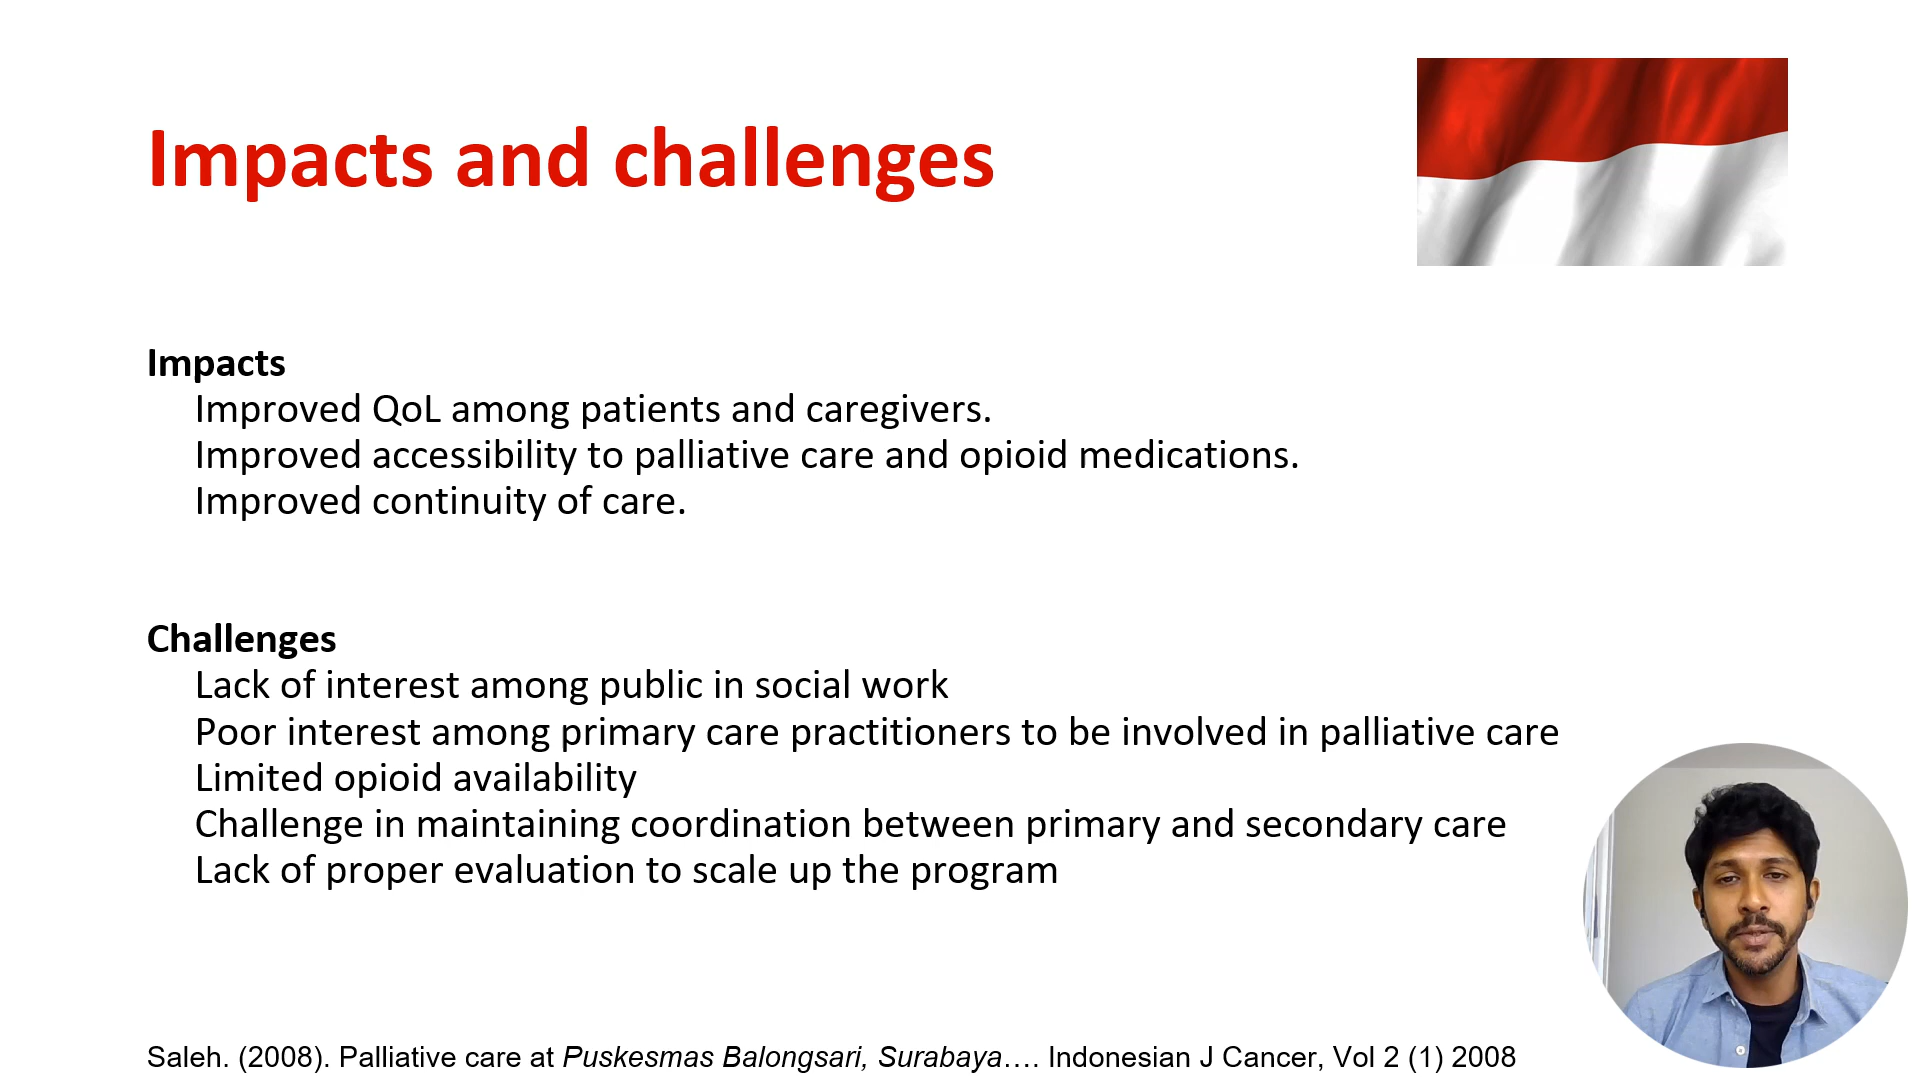 Impacts and challenges
Impacts
Improved QoL among patients and caregivers.
Improved accessibility to palliative care and opioid medications.
Improved continuity of care.
Challenges
Lack of interest among public in social work
Poor interest among primary care practitioners to be involved in palliative care
Limited opioid availability
Challenge in maintaining coordination between primary and secondary care
Lack of proper evaluation to scale up the program
Saleh. (2008). Palliative care at Puskesmas Balongsari, Surabaya…. Indonesian J Cancer, Vol 2 (1) 2008